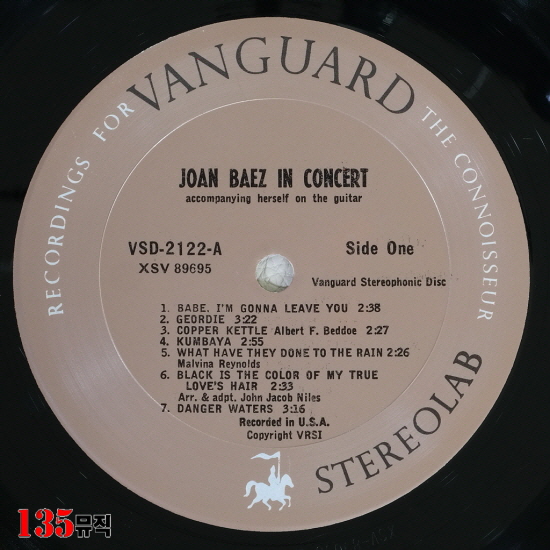 RECORDINGS FOR VANGUARD THE CONNOISSEUR
JOAN BAEZ IN CONCERT
accompanying herself on the guitar
VSD-2122-A
Side One
XSV 89695
Vanguard Stereophonic Disc
1. BABE, I'M GONNA LEAVE YOU 2:38
2. GEORDIE 3:22
3. COPPER KETTLE Albert F. Beddoe 2:27
4. KUMBAYA 2:55
5. WHAT HAVE THEY DONE TO THE RAIN 2:26
Malvina Reynolds
6. BLACK IS THE COLOR OF MY TRUE
LOVE'S HAIR 2:33
Arr. & adpt. John Jacob Niles
7. DANGER WATERS 3:16
Recorded in U.S.A.
Copyright VRSI
STEREOLAB
135뮤직